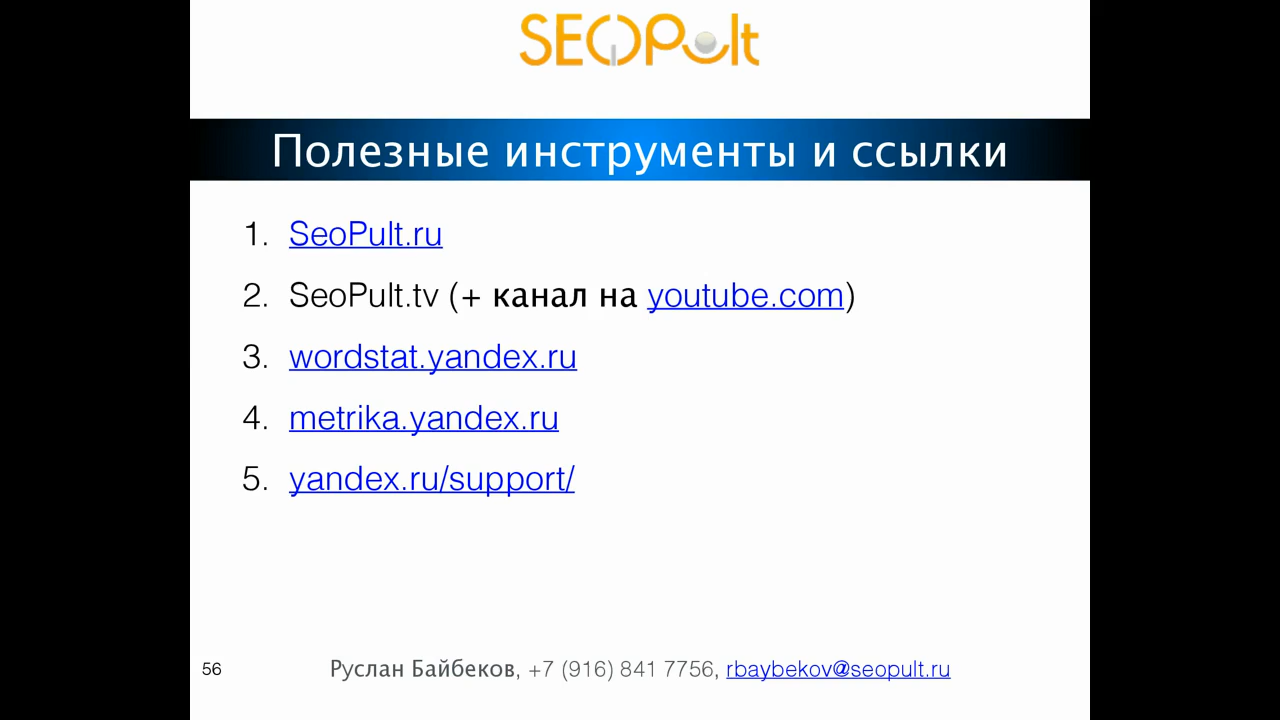 SEOPult
Полезные инструменты и ссылки
1. SeoPult.ru
2. SeoPult.tv (+ канал на youtube.com)
3. wordstat.yandex.ru
4. metrika.yandex.ru
5. yandex.ru/support/
56
Руслан Байбеков, +7 (916) 841 7756, rbaybekov@seopult.ru